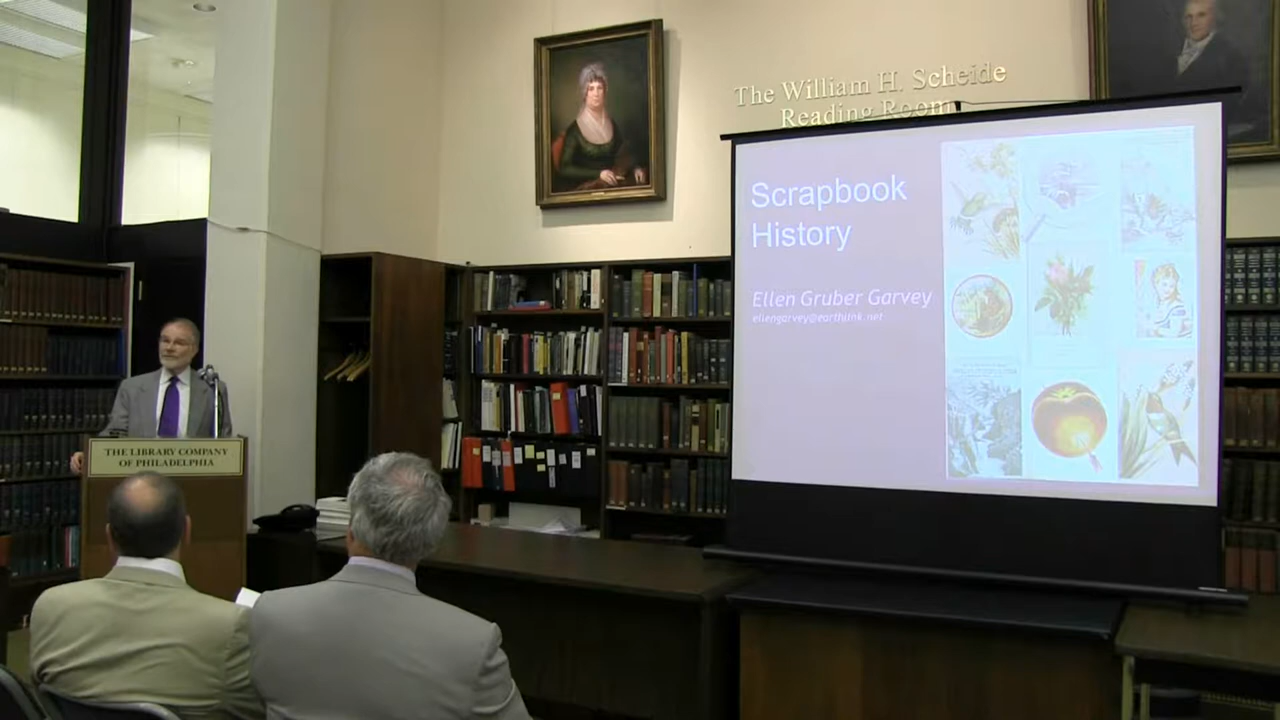 The William H. Scheide
Reading Room
Scrapbook
History
Ellen Gruber Garvey
ellengarvey@earthlink.net
THE LIBRARY COMPANY
OF PHILADELPHIA